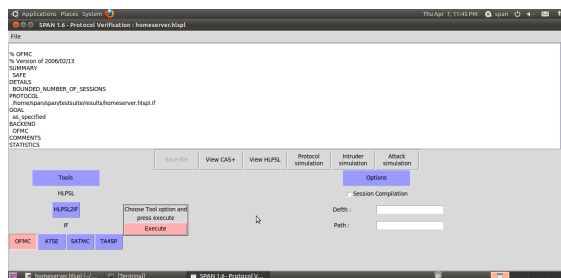 Applications Places System
Thu Apr 7, 11:45 PM span
SPAN 1.6 - Protocol Verification : homeserver.hlpsl
File
% OFMC
% Version of 2006/02/13
SUMMARY
SAFE
DETAILS
BOUNDED_NUMBER_OF_SESSIONS
PROTOCOL
/home/span/span/testsuite/results/homeserver.hlpsl.if
GOAL
as_specified
BACKEND
OFMC
COMMENTS
STATISTICS
Save file View CAS+ View HLPSL Protocol simulation Intruder simulation Attack simulation
Tools
Options
HLPSL
Session Compilation
HLPSL2IF
Choose Tool option and
press execute
Defth :
IF
Execute
Path :
OFMC ATSE SATMC TA4SP
homeserver.hlpsl (~/... [Terminal] SPAN 1.6 - Protocol V...